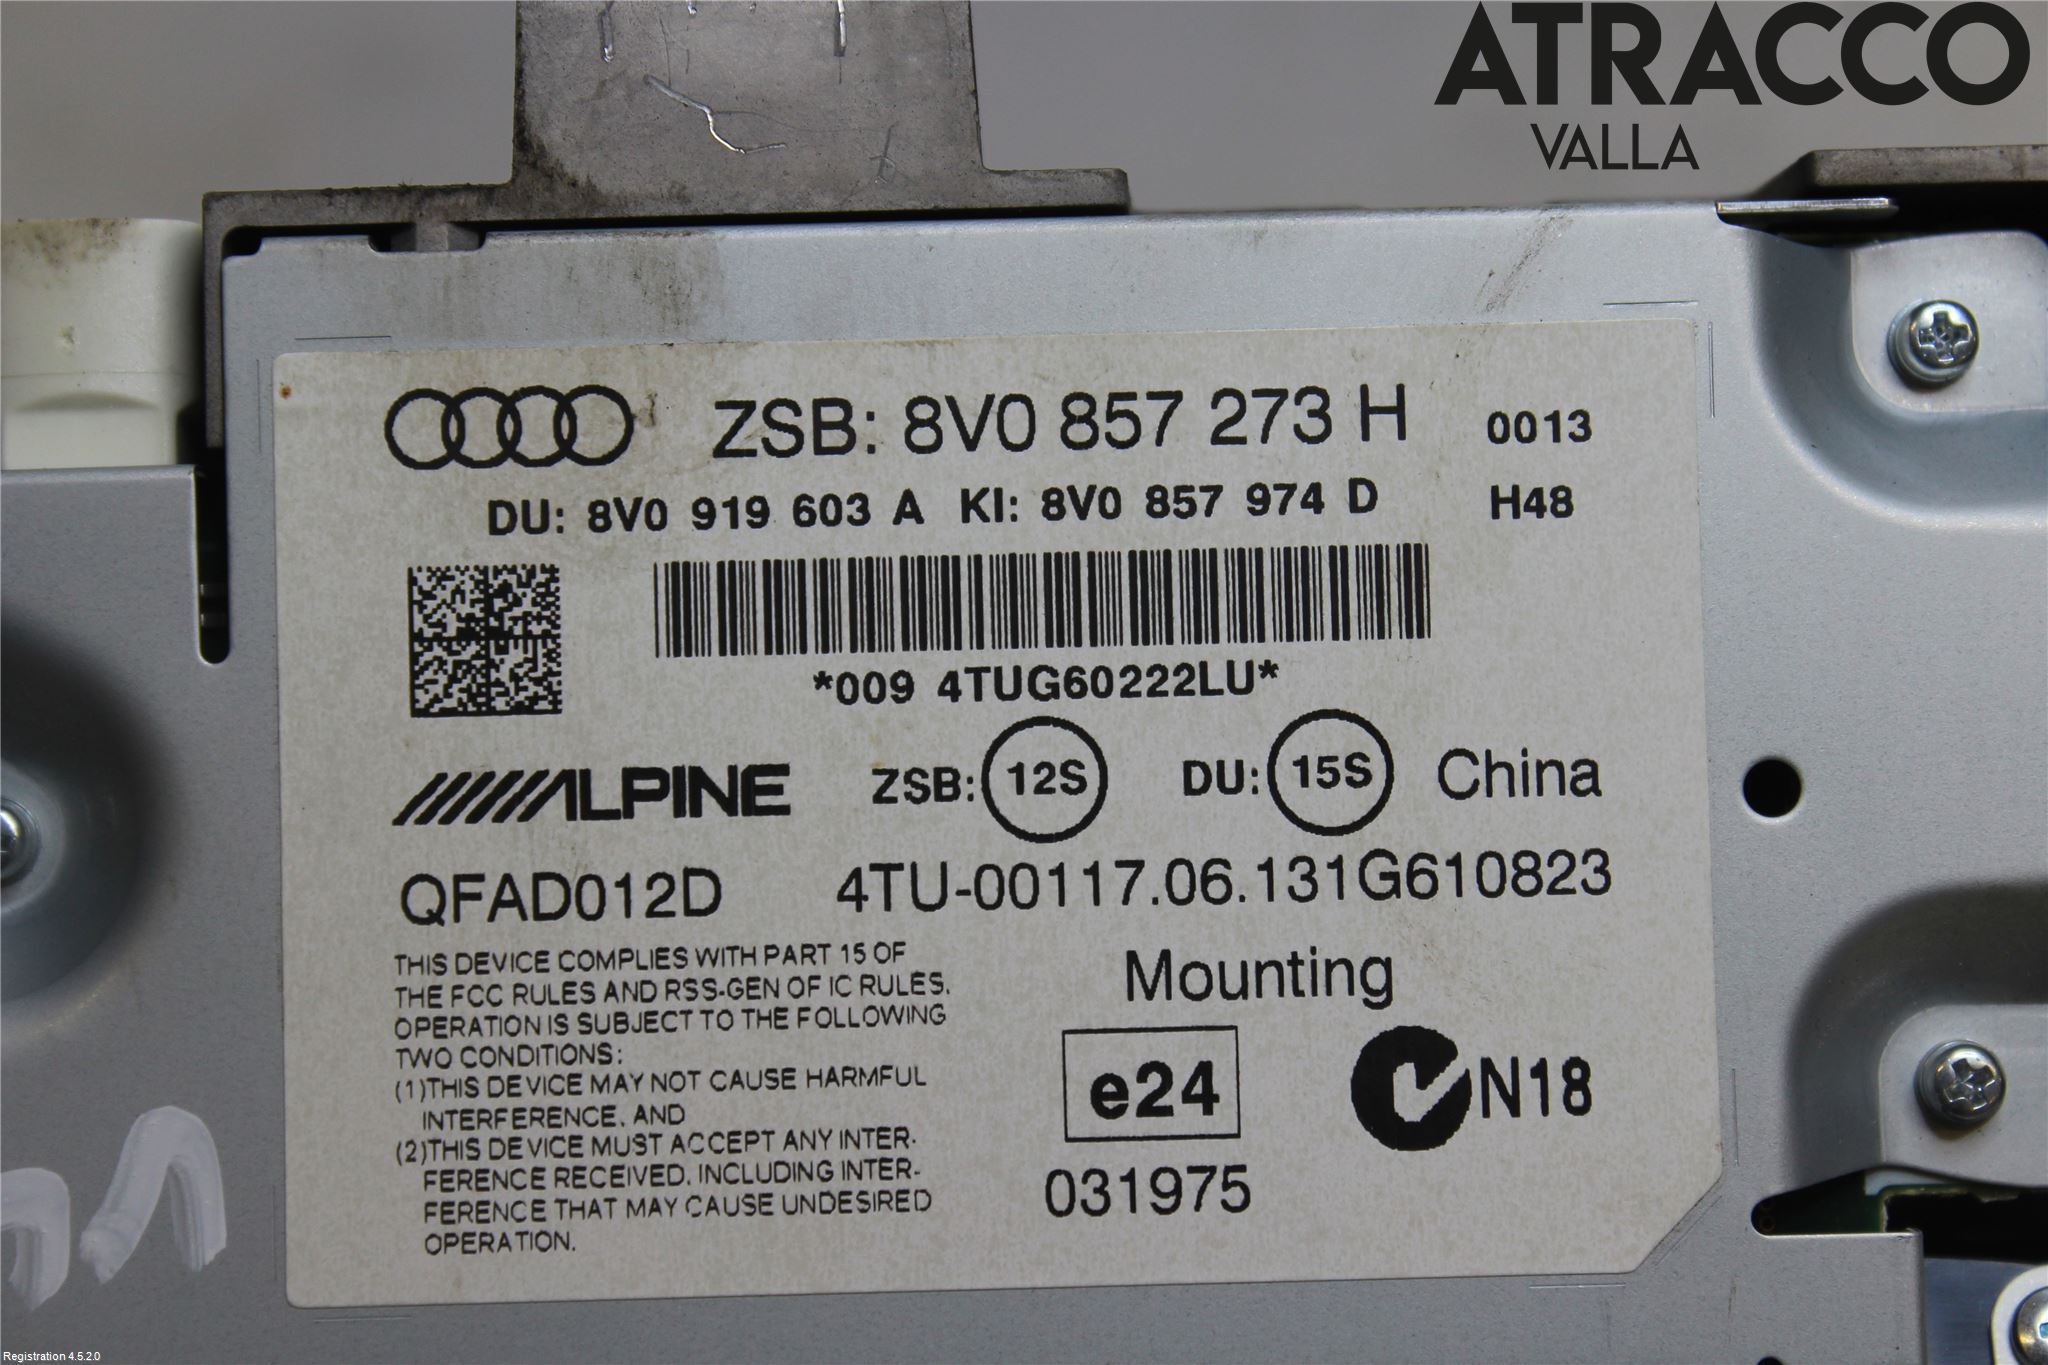 ATRACCO
VALLA
ZSB: 8V0 857 273 H 0013
DU: 8V0 919 603 A KI: 8V0 857 974 D H48
*009 4TUG60222LU*
ALPINE ZSB: 12S DU: 15S China
QFAD012D 4TU-00117.06.131G610823
THIS DEVICE COMPLIES WITH PART 15 OF
THE FCC RULES AND RSS-GEN OF IC RULES.
OPERATION IS SUBJECT TO THE FOLLOWING
TWO CONDITIONS:
(1)THIS DEVICE MAY NOT CAUSE HARMFUL
INTERFERENCE, AND
(2)THIS DEVICE MUST ACCEPT ANY INTER-
FERENCE RECEIVED, INCLUDING INTER-
FERENCE THAT MAY CAUSE UNDESIRED
OPERATION.
Mounting
e24 N18
031975
Registration 4.5.2.0